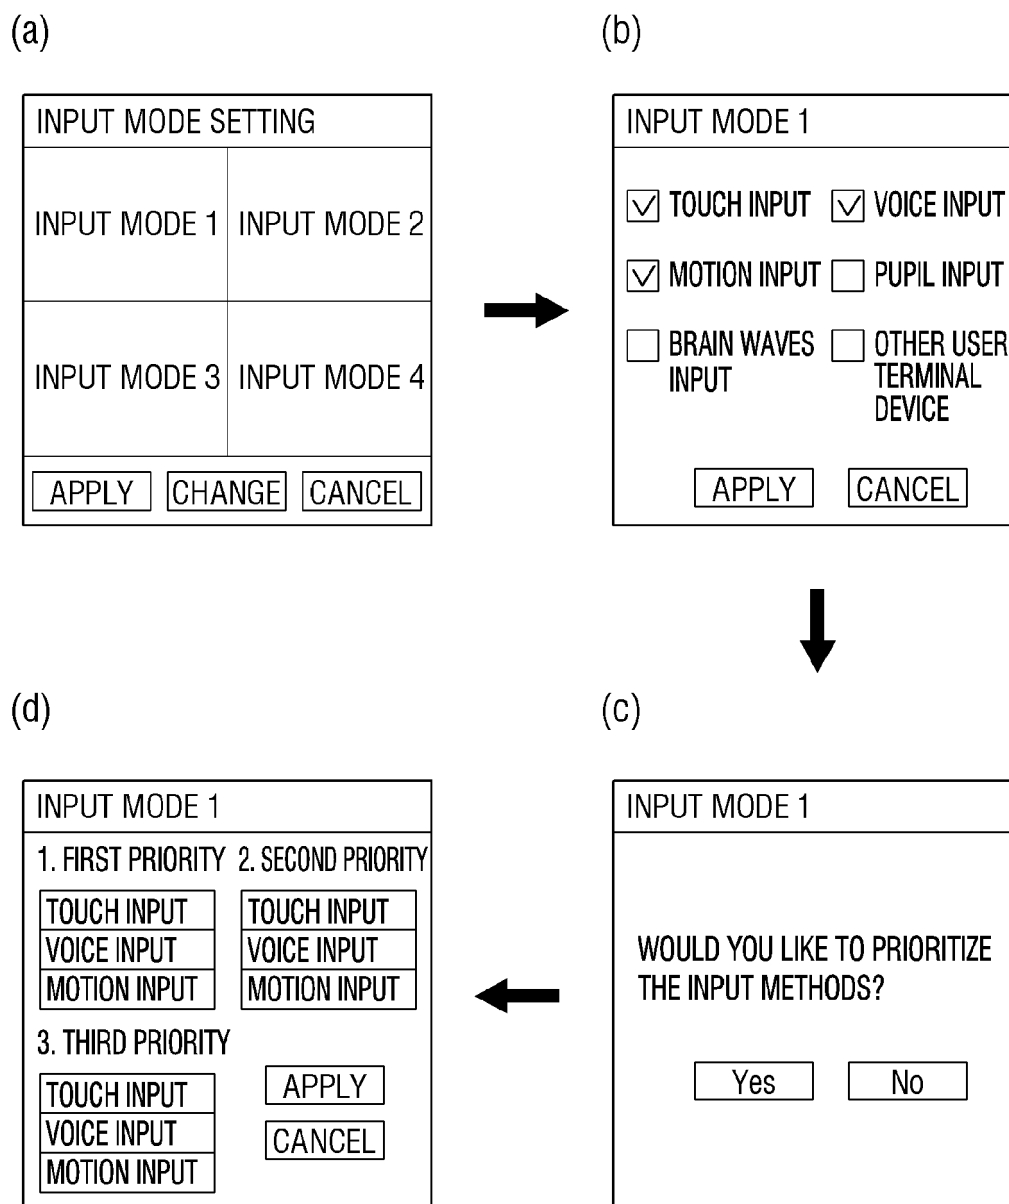 (a)
INPUT MODE SETTING
INPUT MODE 1
INPUT MODE 2
INPUT MODE 3
INPUT MODE 4
APPLY
CHANGE
CANCEL
(b)
INPUT MODE 1
TOUCH INPUT
VOICE INPUT
MOTION INPUT
PUPIL INPUT
BRAIN WAVES
INPUT
OTHER USER
TERMINAL
DEVICE
APPLY
CANCEL
(c)
INPUT MODE 1
WOULD YOU LIKE TO PRIORITIZE
THE INPUT METHODS?
Yes
No
(d)
INPUT MODE 1
1. FIRST PRIORITY
TOUCH INPUT
VOICE INPUT
MOTION INPUT
2. SECOND PRIORITY
TOUCH INPUT
VOICE INPUT
MOTION INPUT
3. THIRD PRIORITY
TOUCH INPUT
VOICE INPUT
MOTION INPUT
APPLY
CANCEL